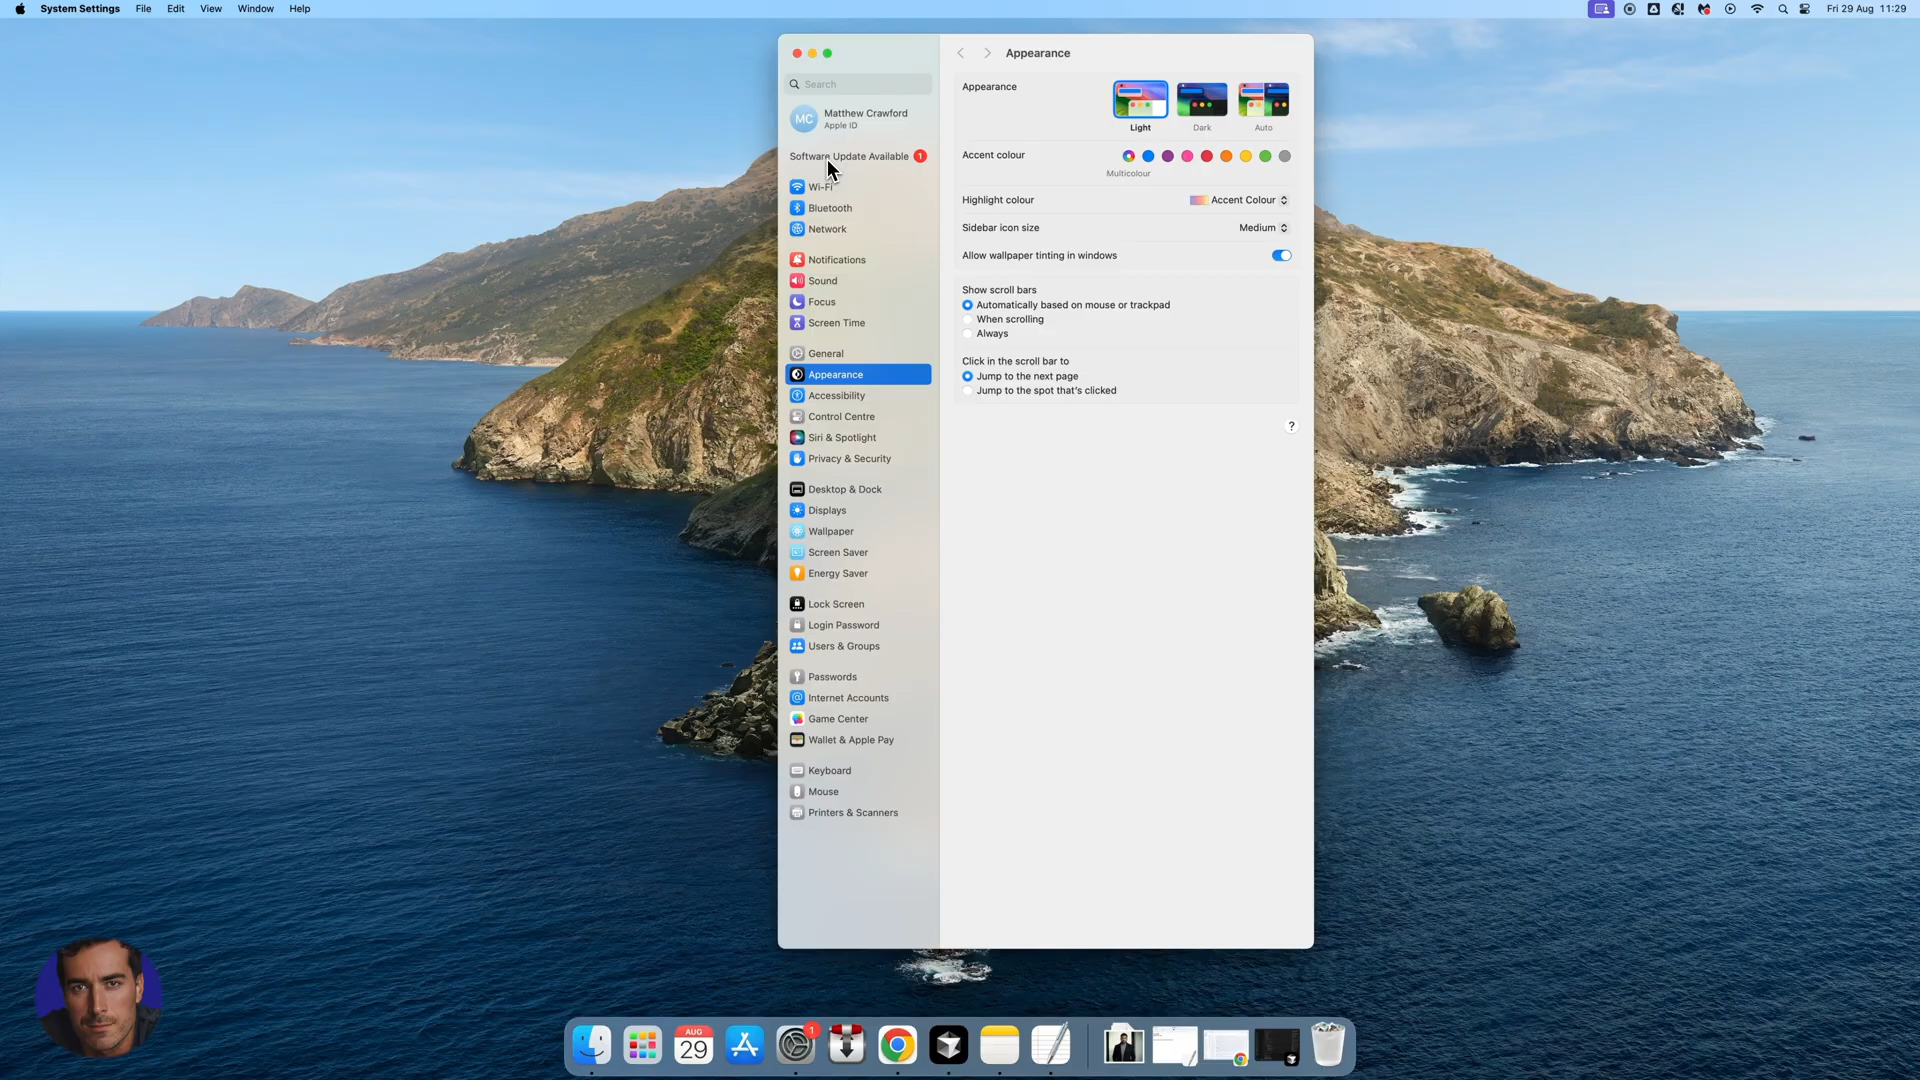 System Settings File Edit View Window Help
Fri 29 Aug 11:29
Search
MC
Matthew Crawford
Apple ID
Software Update Available 1
Wi-Fi
Bluetooth
Network
Notifications
Sound
Focus
Screen Time
General
Appearance
Accessibility
Control Centre
Siri & Spotlight
Privacy & Security
Desktop & Dock
Displays
Wallpaper
Screen Saver
Energy Saver
Lock Screen
Login Password
Users & Groups
Passwords
Internet Accounts
Game Center
Wallet & Apple Pay
Keyboard
Mouse
Printers & Scanners
Appearance
Appearance
Light Dark Auto
Accent colour
Multicolour
Highlight colour Accent Colour
Sidebar icon size Medium
Allow wallpaper tinting in windows
Show scroll bars
Automatically based on mouse or trackpad
When scrolling
Always
Click in the scroll bar to
Jump to the next page
Jump to the spot that's clicked
?
AUG
29
1